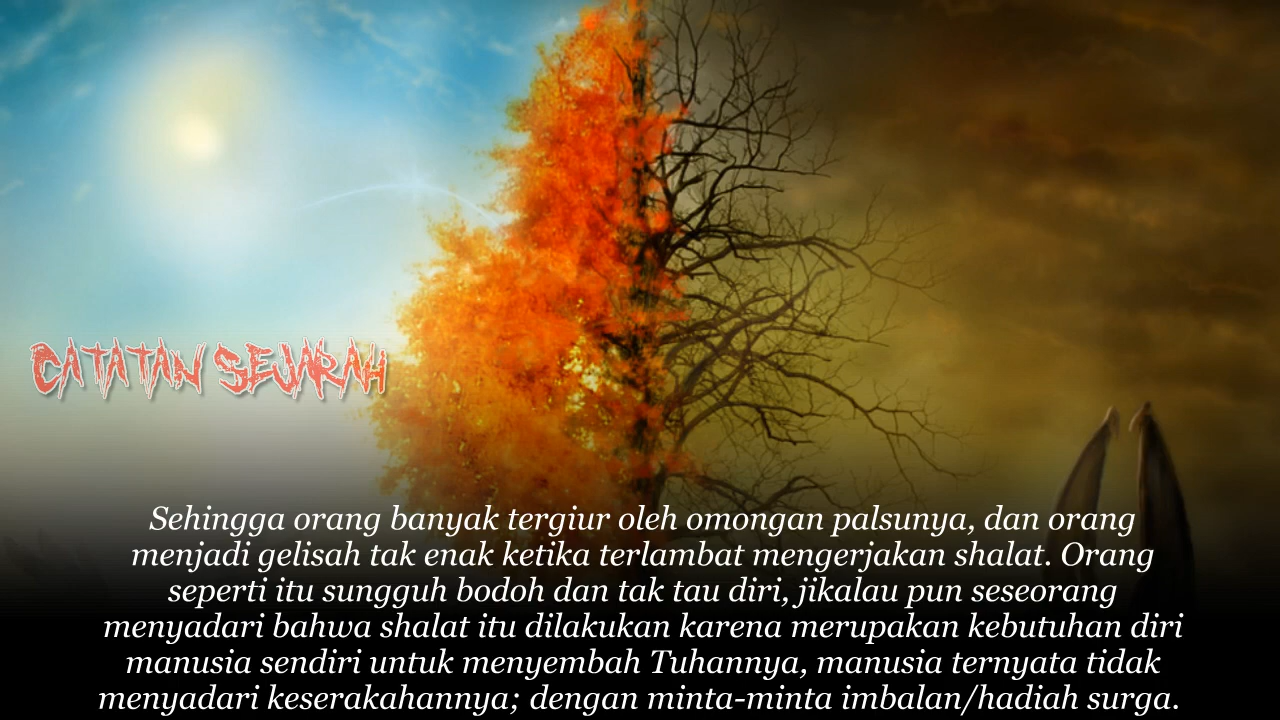 CATATAN SEJARAH
Sehingga orang banyak tergiur oleh omongan palsunya, dan orang
menjadi gelisah tak enak ketika terlambat mengerjakan shalat. Orang
seperti itu sungguh bodoh dan tak tau diri, jikalau pun seseorang
menyadari bahwa shalat itu dilakukan karena merupakan kebutuhan diri
manusia sendiri untuk menyembah Tuhannya, manusia ternyata tidak
menyadari keserakahannya; dengan minta-minta imbalan/hadiah surga.